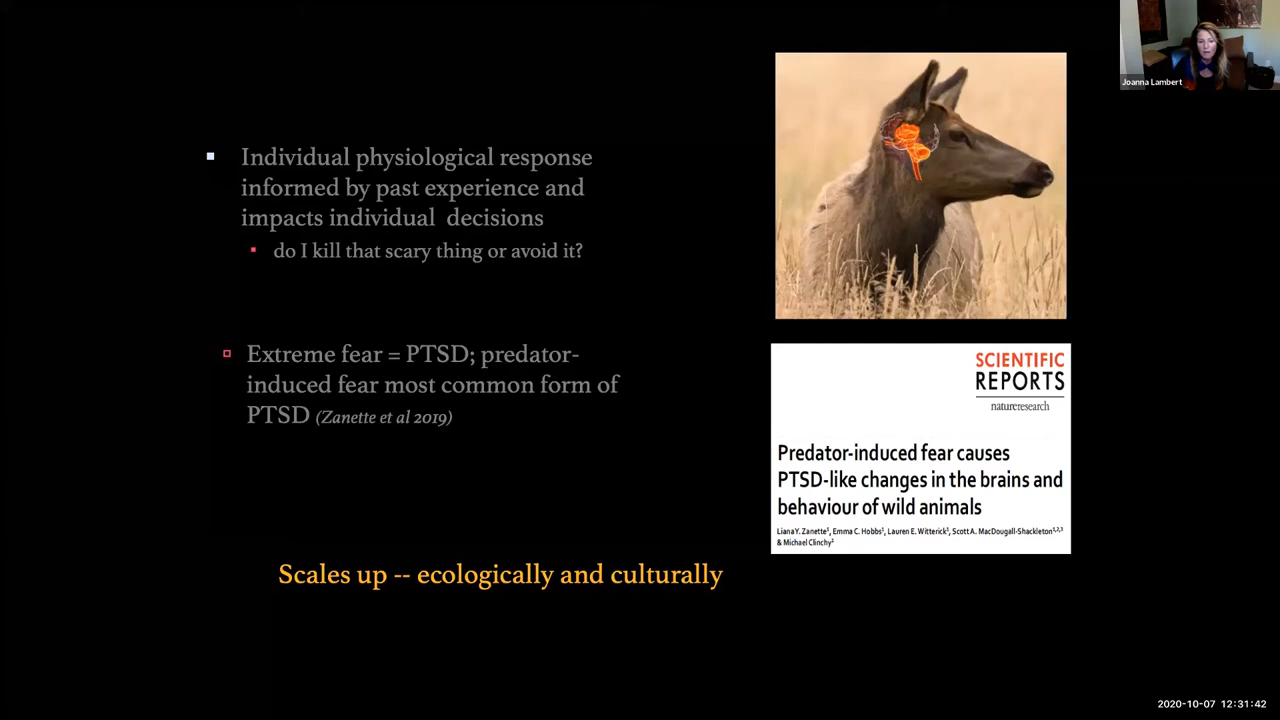 Individual physiological response
informed by past experience and
impacts individual decisions
do I kill that scary thing or avoid it?
Extreme fear = PTSD; predator-
induced fear most common form of
PTSD (Zanette et al 2019)
Scales up -- ecologically and culturally
SCIENTIFIC
REPORTS
natureresearch
Predator-induced fear causes
PTSD-like changes in the brains and
behaviour of wild animals
Liana Y. Zanette¹, Emma C. Hobbs¹, Lauren E. Witterick¹, Scott A. MacDougall-Shackleton¹,²,³
& Michael Clinchy¹
Joanna Lambert
2020-10-07 12:31:42